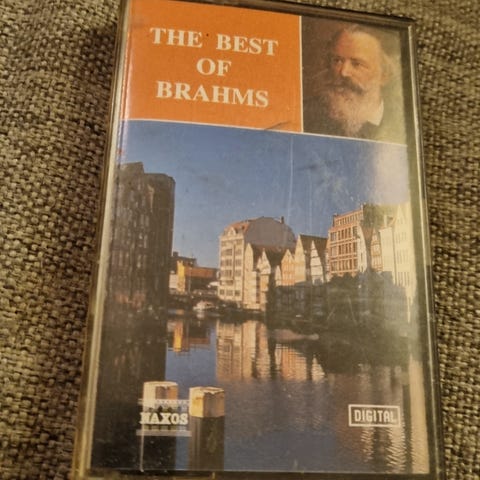 THE BEST
OF
BRAHMS
NAXOS
DIGITAL